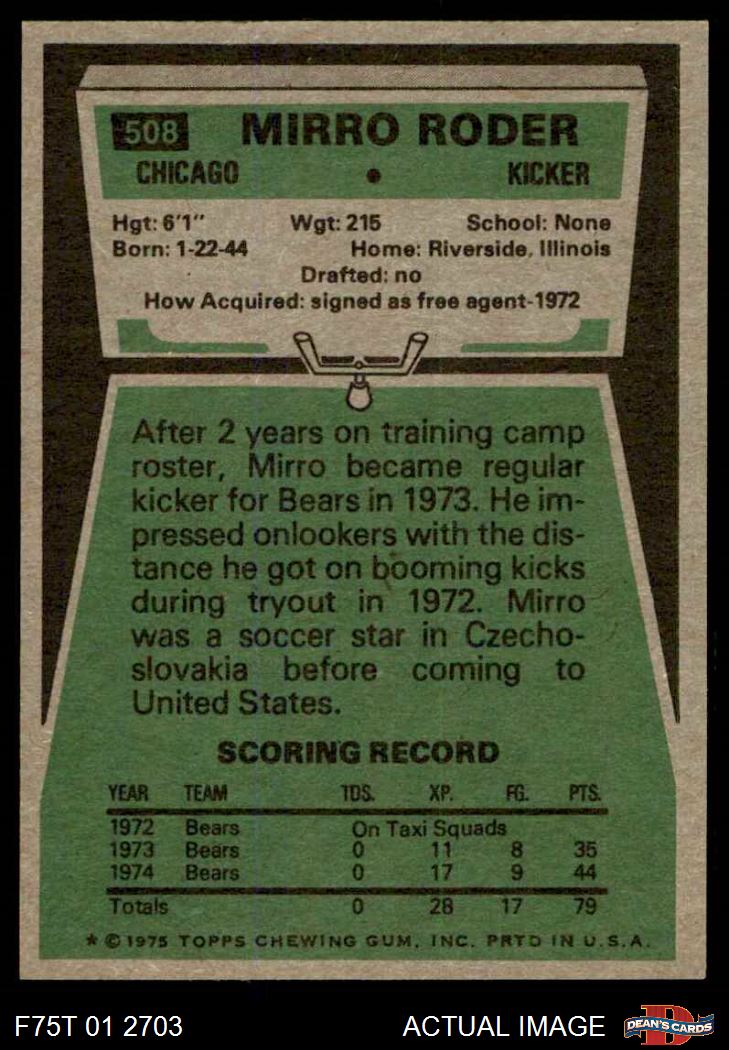 508 MIRRO RODER
CHICAGO • KICKER
Hgt: 6'1" Wgt: 215 School: None
Born: 1-22-44 Home: Riverside, Illinois
Drafted: no
How Acquired: signed as free agent-1972
After 2 years on training camp
roster, Mirro became regular
kicker for Bears in 1973. He im-
pressed onlookers with the dis-
tance he got on booming kicks
during tryout in 1972. Mirro
was a soccer star in Czecho-
slovakia before coming to
United States.
SCORING RECORD
YEAR TEAM TDS. XP. FG. PTS.
1972 Bears On Taxi Squads
1973 Bears 0 11 8 35
1974 Bears 0 17 9 44
Totals 0 28 17 79
* © 1975 TOPPS CHEWING GUM, INC. PRTD IN U.S.A.
F75T 01 2703 ACTUAL IMAGE D DEAN'S CARDS